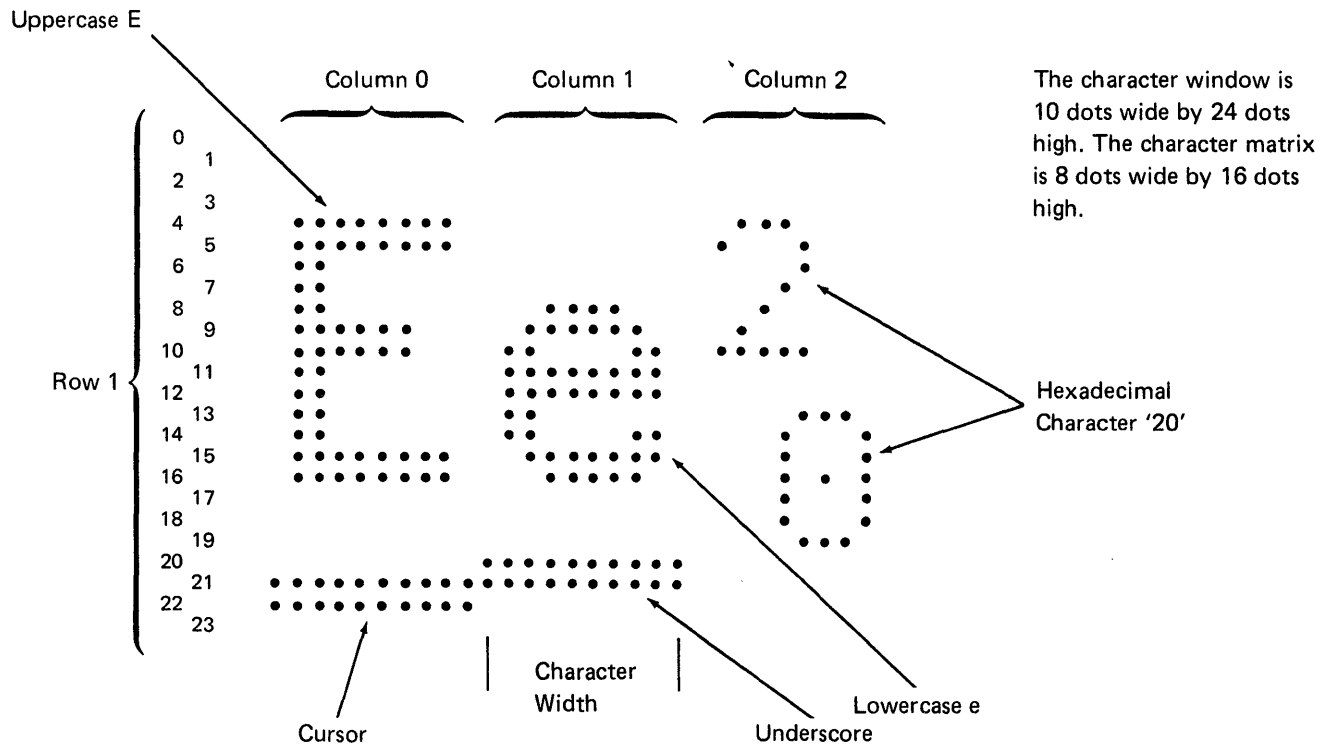 Uppercase E
Column 0
Column 1
Column 2
The character window is
10 dots wide by 24 dots
high. The character matrix
is 8 dots wide by 16 dots
high.
0
1
2
3
4
5
6
7
8
9
10
11
Row 1
12
13
14
15
16
17
18
19
20
21
22
23
Hexadecimal
Character ‘20’
Character
Width
Lowercase e
Cursor
Underscore